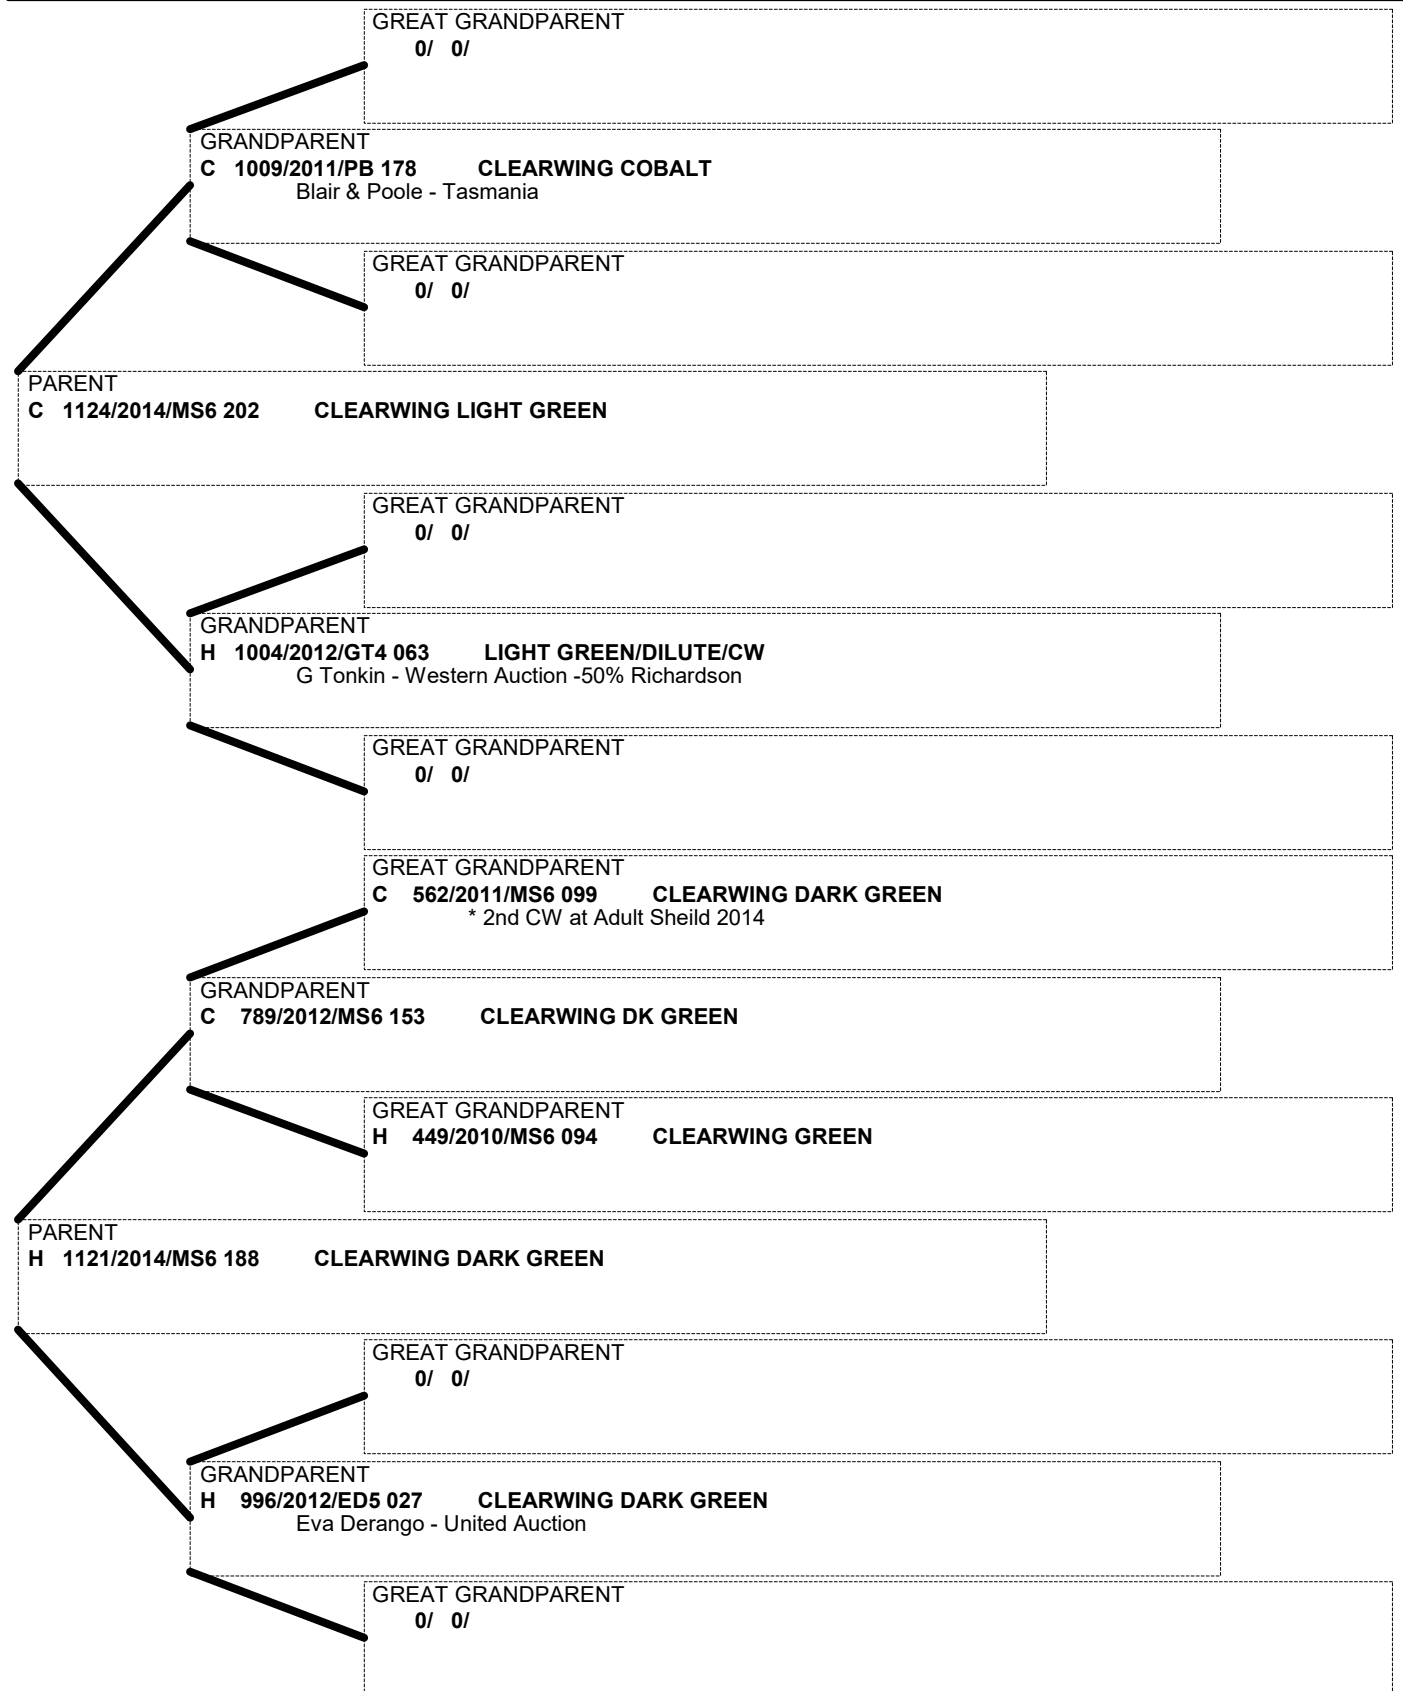 GREAT GRANDPARENT
0/ 0/
GRANDPARENT
C 1009/2011/PB 178 CLEARWING COBALT
Blair & Poole - Tasmania
GREAT GRANDPARENT
0/ 0/
PARENT
C 1124/2014/MS6 202 CLEARWING LIGHT GREEN
GREAT GRANDPARENT
0/ 0/
GRANDPARENT
H 1004/2012/GT4 063 LIGHT GREEN/DILUTE/CW
G Tonkin - Western Auction -50% Richardson
GREAT GRANDPARENT
0/ 0/
GREAT GRANDPARENT
C 562/2011/MS6 099 CLEARWING DARK GREEN
* 2nd CW at Adult Sheild 2014
GRANDPARENT
C 789/2012/MS6 153 CLEARWING DK GREEN
GREAT GRANDPARENT
H 449/2010/MS6 094 CLEARWING GREEN
PARENT
H 1121/2014/MS6 188 CLEARWING DARK GREEN
GREAT GRANDPARENT
0/ 0/
GRANDPARENT
H 996/2012/ED5 027 CLEARWING DARK GREEN
Eva Derango - United Auction
GREAT GRANDPARENT
0/ 0/